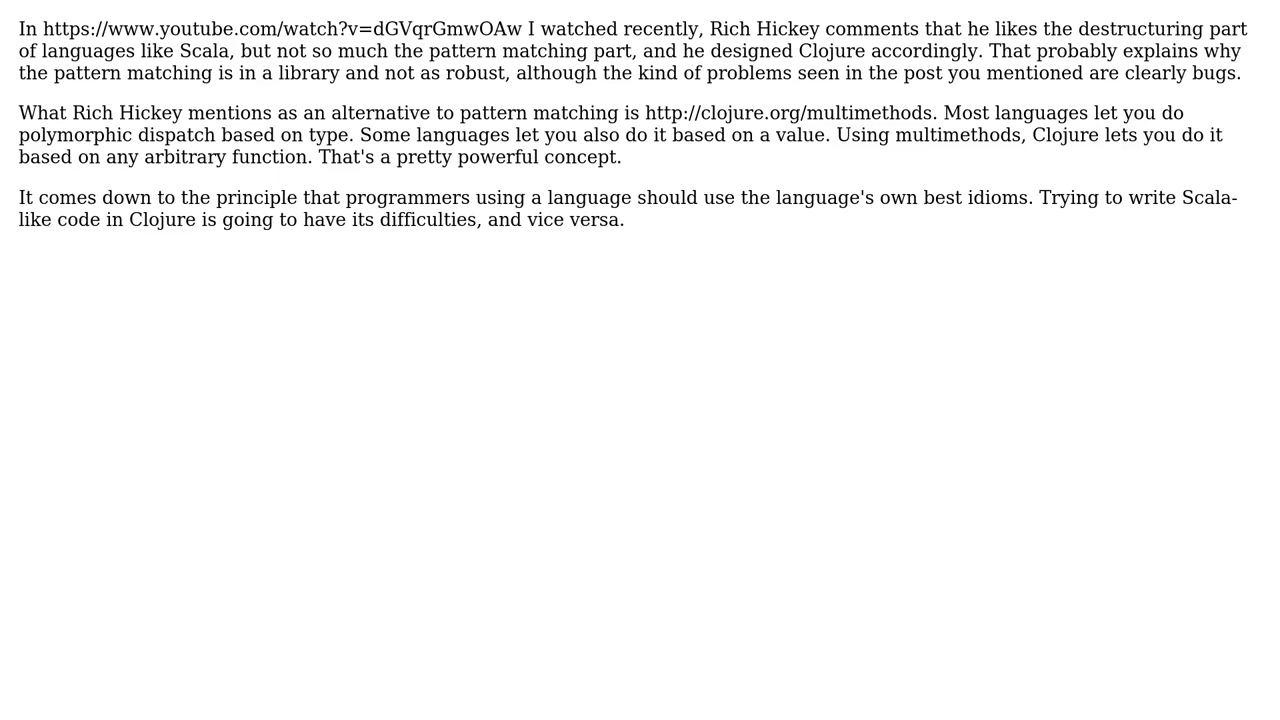 In https://www.youtube.com/watch?v=dGVqrGmwOAw I watched recently, Rich Hickey comments that he likes the destructuring part
of languages like Scala, but not so much the pattern matching part, and he designed Clojure accordingly. That probably explains why
the pattern matching is in a library and not as robust, although the kind of problems seen in the post you mentioned are clearly bugs.
What Rich Hickey mentions as an alternative to pattern matching is http://clojure.org/multimethods. Most languages let you do
polymorphic dispatch based on type. Some languages let you also do it based on a value. Using multimethods, Clojure lets you do it
based on any arbitrary function. That's a pretty powerful concept.
It comes down to the principle that programmers using a language should use the language's own best idioms. Trying to write Scala-
like code in Clojure is going to have its difficulties, and vice versa.